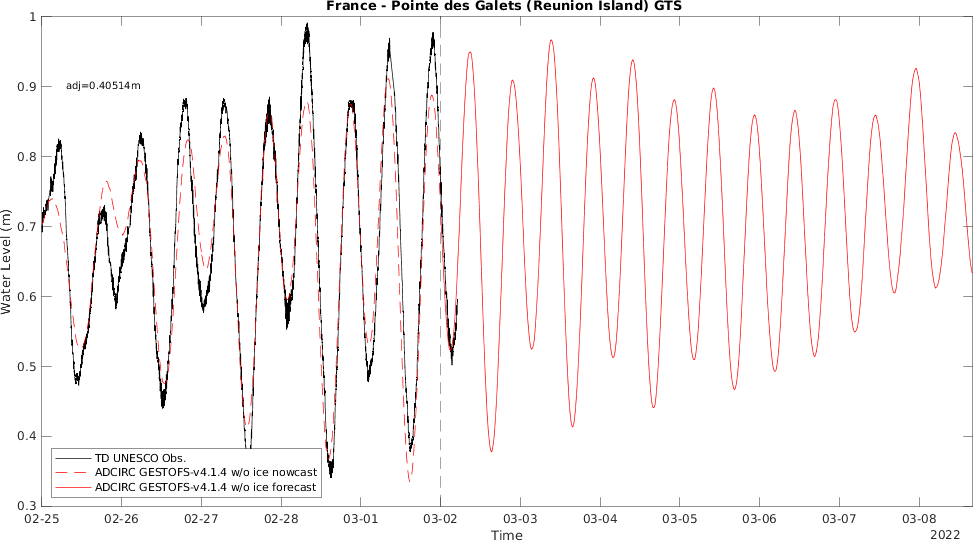 France - Pointe des Galets (Reunion Island) GTS
1
0.9
0.8
0.7
0.6
0.5
0.4
0.3
Water Level (m)
adj=0.40514m
TD UNESCO Obs.
ADCIRC GESTOFS-v4.1.4 w/o ice nowcast
ADCIRC GESTOFS-v4.1.4 w/o ice forecast
02-25 02-26 02-27 02-28 03-01 03-02 03-03 03-04 03-05 03-06 03-07 03-08
Time
2022